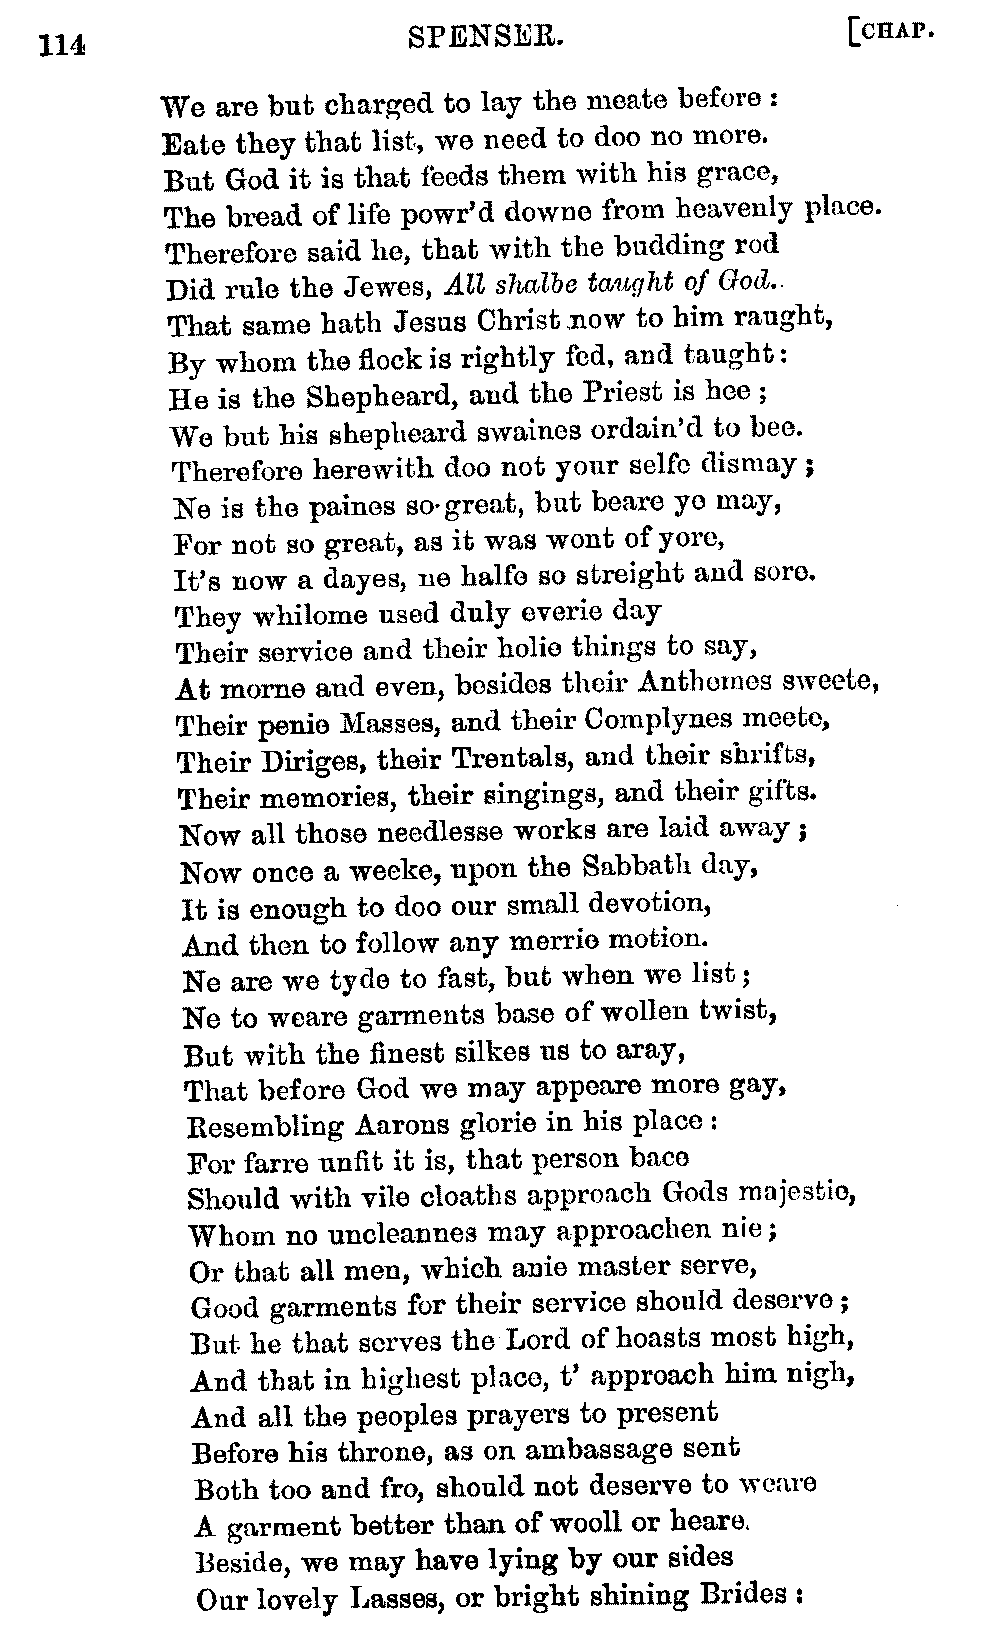 114 SPENSER. [CHAP.
We are but charged to lay the meate before :
Eate they that list, we need to doo no more.
But God it is that feeds them with his grace,
The bread of life powr'd downe from heavenly place.
Therefore said he, that with the budding rod
Did rule the Jewes, All shalbe taught of God.
That same hath Jesus Christ now to him raught,
By whom the flock is rightly fed, and taught :
He is the Shepheard, and the Priest is hee ;
We but his shepheard swaines ordain'd to bee.
Therefore herewith doo not your selfe dismay ;
Ne is the paines so great, but beare ye may,
For not so great, as it was wont of yore,
It's now a dayes, ne halfe so streight and sore.
They whilome used duly everie day
Their service and their holie things to say,
At morne and even, besides their Anthemes sweete,
Their penie Masses, and their Complynes meete,
Their Diriges, their Trentals, and their shrifts,
Their memories, their singings, and their gifts.
Now all those needlesse works are laid away ;
Now once a weeke, upon the Sabbath day,
It is enough to doo our small devotion,
And then to follow any merrie motion.
Ne are we tyde to fast, but when we list ;
Ne to weare garments base of wollen twist,
But with the finest silkes us to aray,
That before God we may appeare more gay,
Resembling Aarons glorie in his place :
For farre unfit it is, that person bace
Should with vile cloaths approach Gods majestie,
Whom no uncleannes may approachen nie ;
Or that all men, which anie master serve,
Good garments for their service should deserve ;
But he that serves the Lord of hoasts most high,
And that in highest place, t' approach him nigh,
And all the peoples prayers to present
Before his throne, as on ambassage sent
Both too and fro, should not deserve to weare
A garment better than of wooll or heare.
Beside, we may have lying by our sides
Our lovely Lasses, or bright shining Brides :